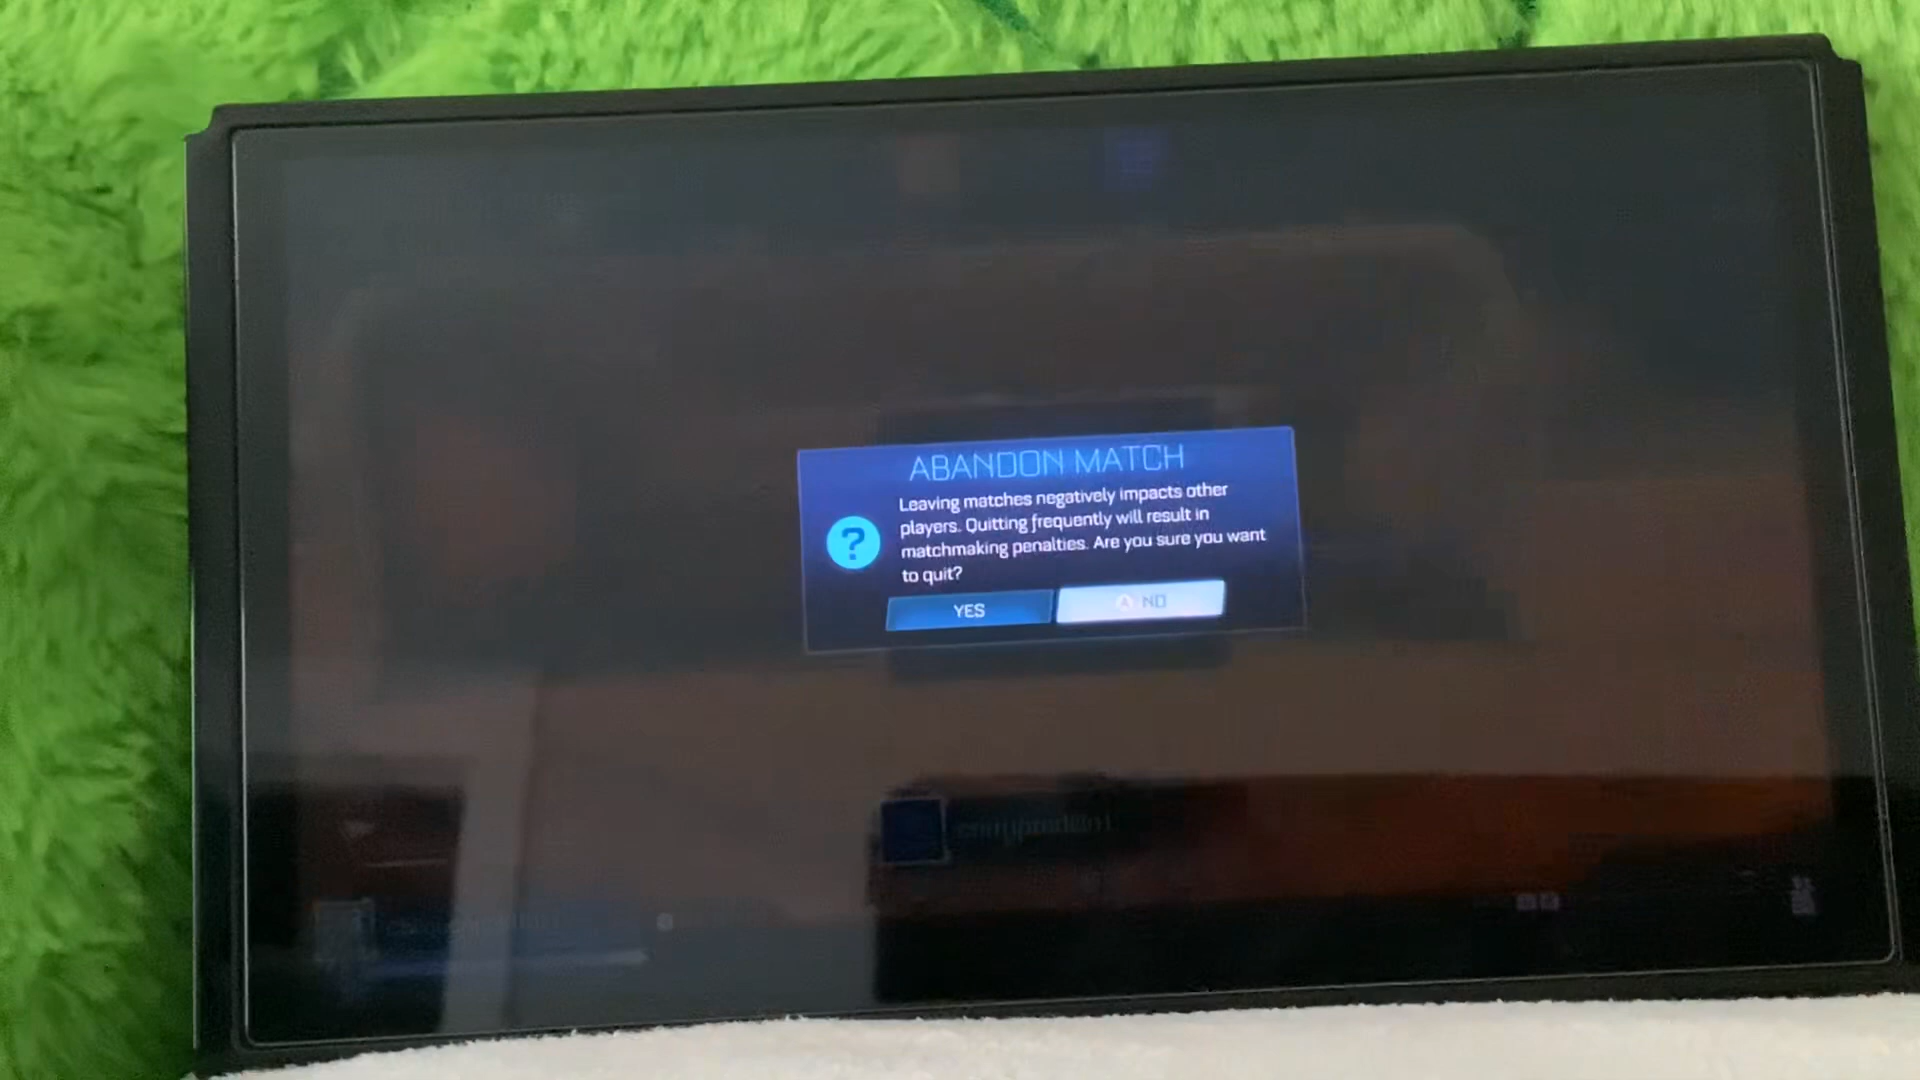 ABANDON MATCH
Leaving matches negatively impacts other
players. Quitting frequently will result in
matchmaking penalties. Are you sure you want
to quit?
?
YES
A NO